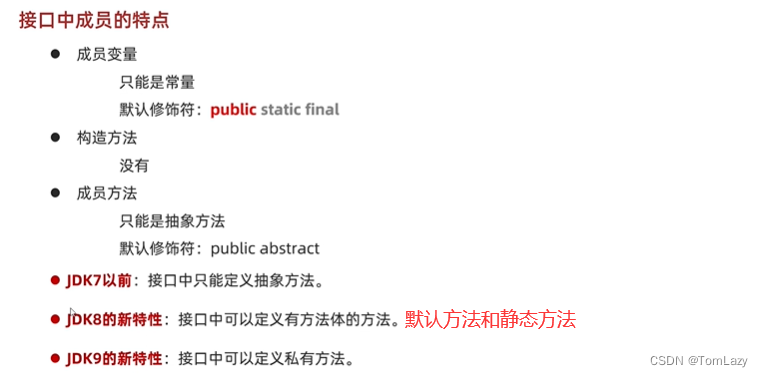 接口中成员的特点
● 成员变量
只能是常量
默认修饰符：public static final
● 构造方法
没有
● 成员方法
只能是抽象方法
默认修饰符：public abstract
● JDK7以前：接口中只能定义抽象方法。
● JDK8的新特性：接口中可以定义有方法体的方法。默认方法和静态方法
● JDK9的新特性：接口中可以定义私有方法。
CSDN @TomLazy